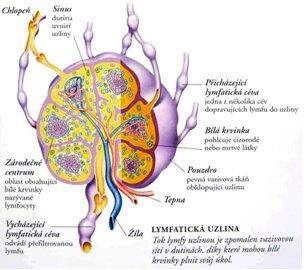 Chlopeň
Sinus
dutina
uvnitř
uzliny
Přicházející
lymfatická céva
jedna z několika cév
dopravujících lymfu do uzliny
Bílá krvinka
pohlcuje cizorodé
nebo mrtvé látky
Pouzdro
pevná vazivová tkáň
obklopující uzlinu
Zárodečné
centrum
oblast obsahující
bílé krvinky
nazývané
lymfocyty
Tepna
Vycházející
lymfatická céva
odvádí přefiltrovanou
lymfu
Žíla
LYMFATICKÁ UZLINA
Tok lymfy uzlinou je zpomalen vazivovou
sítí v dutinách, díky které mohou bílé
krvinky plnit svůj úkol.